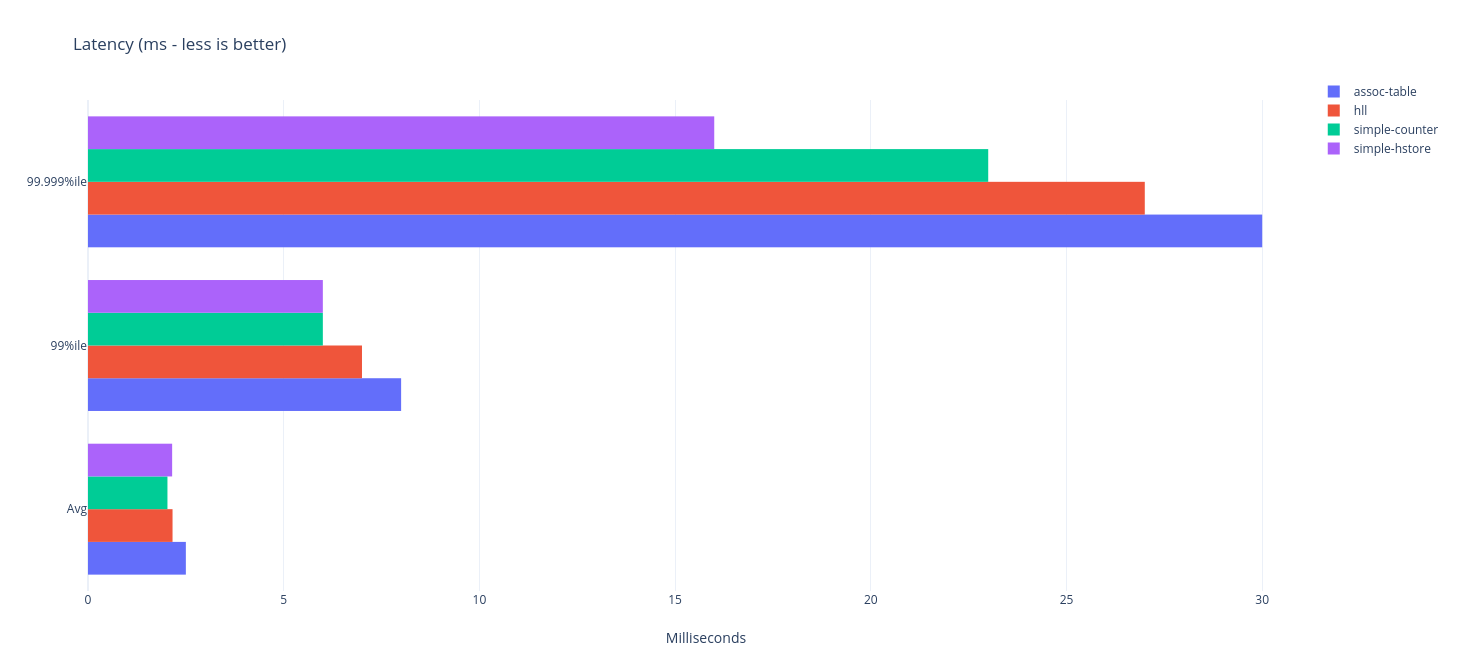 Latency (ms - less is better)
assoc-table
hll
simple-counter
simple-hstore
99.999%ile
99%ile
Avg
0 5 10 15 20 25 30
Milliseconds